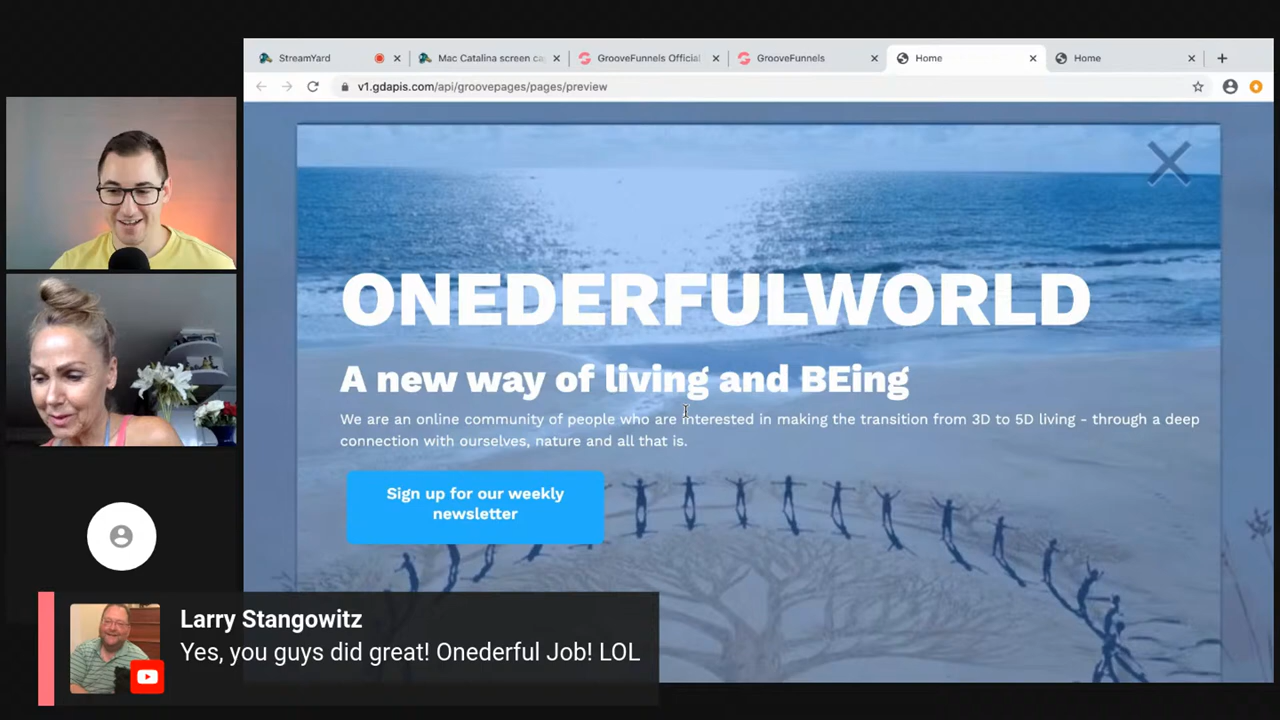 StreamYard
Mac Catalina screen ca
GrooveFunnels Official
GrooveFunnels
Home
Home
v1.gdapis.com/api/groovepages/pages/preview
ONEDERFULWORLD
A new way of living and BEing
We are an online community of people who are interested in making the transition from 3D to 5D living - through a deep
connection with ourselves, nature and all that is.
Sign up for our weekly
newsletter
Larry Stangowitz
Yes, you guys did great! Onederful Job! LOL